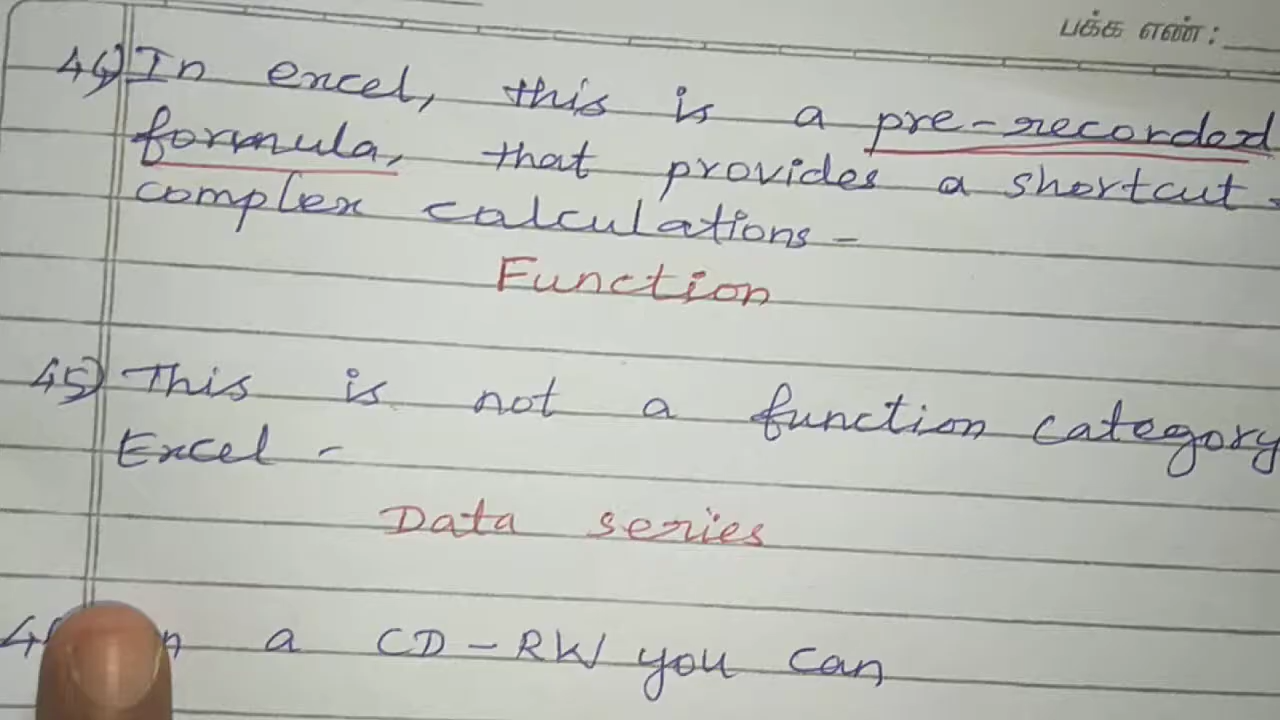 பக்க எண் :
44) In excel, this is a pre-recorded
formula, that provides a shortcut
complex calculations -
Function
45) This is not a function category
Excel -
Data series
a CD-RW you can